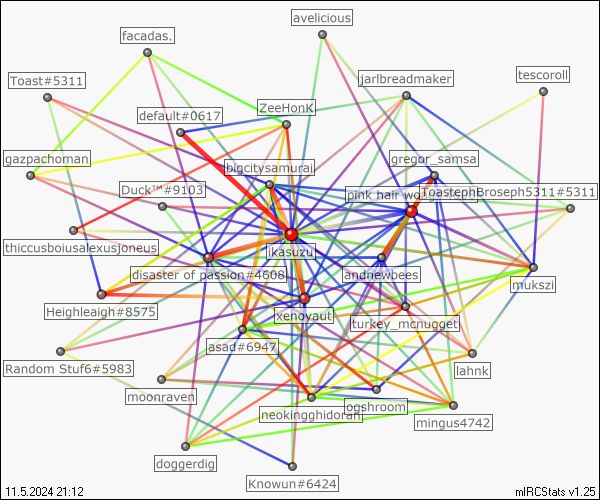 avelicious
facadas.
jarlbreadmaker
tescoroll
Toast#5311
ZeeHonK
default#0617
gazpachoman
gregor_samsa
bigcitysamurai
Duck™#9103
pink hair
ToastephBroseph5311#5311
thiccusboiusalexusjoneus
ikasuzu
disaster of passion#4608
andnewbees
mukszi
Heighleaigh#8575
xenoyaut
turkey_mcnugget
asad#6947
Random Stuf6#5983
lahnk
moonraven
neokingghidorah
ogshroom
mingus4742
doggerdig
Knowun#6424
11.5.2024 21:12
mIRCStats v1.25